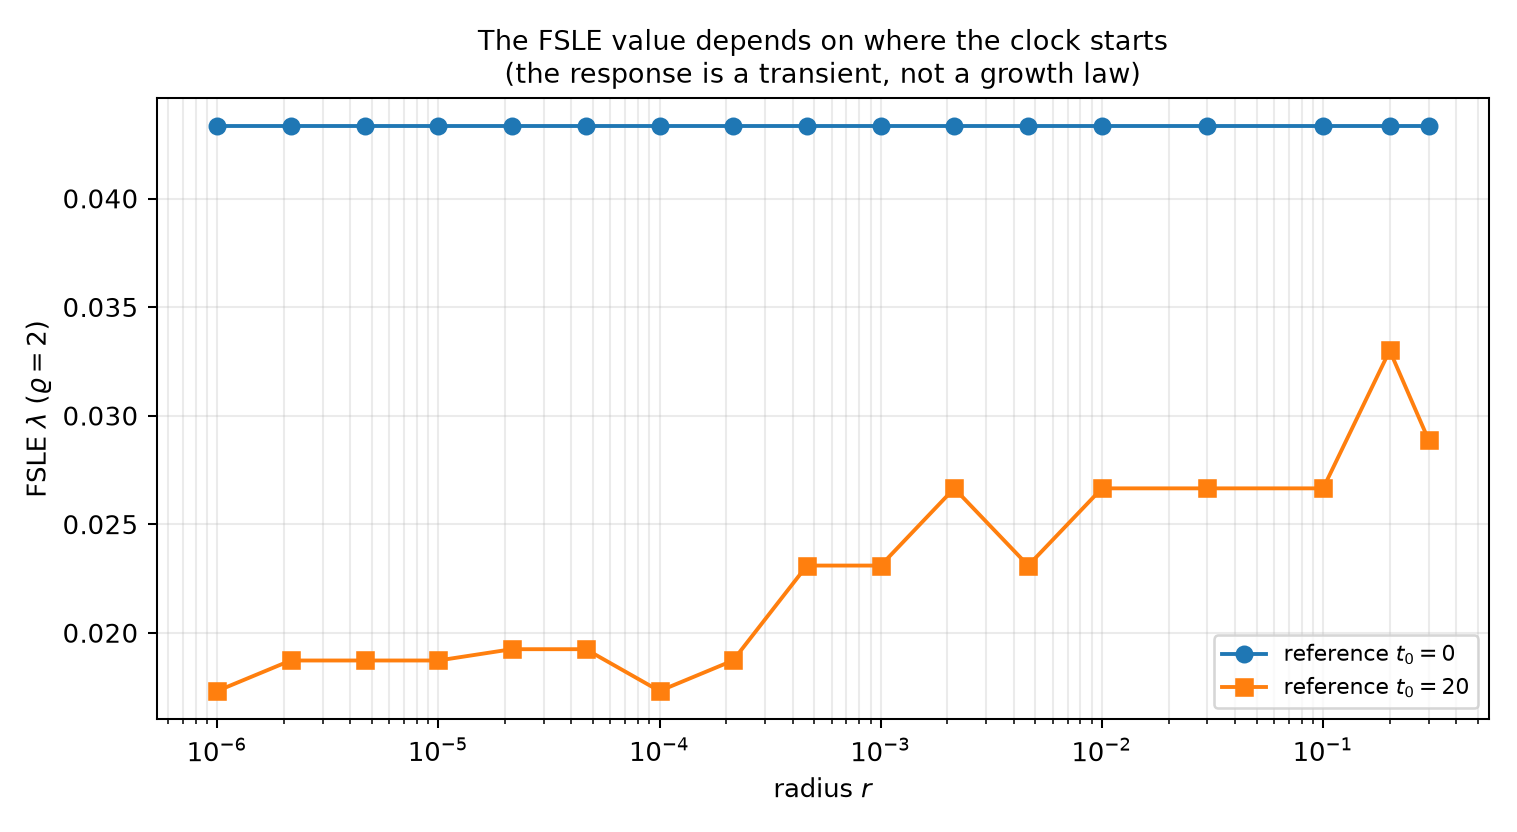 The FSLE value depends on where the clock starts
(the response is a transient, not a growth law)
FSLE λ (ϱ = 2)
0.040
0.035
0.030
0.025
0.020
reference t₀ = 0
reference t₀ = 20
10⁻⁶
10⁻⁵
10⁻⁴
10⁻³
10⁻²
10⁻¹
radius r